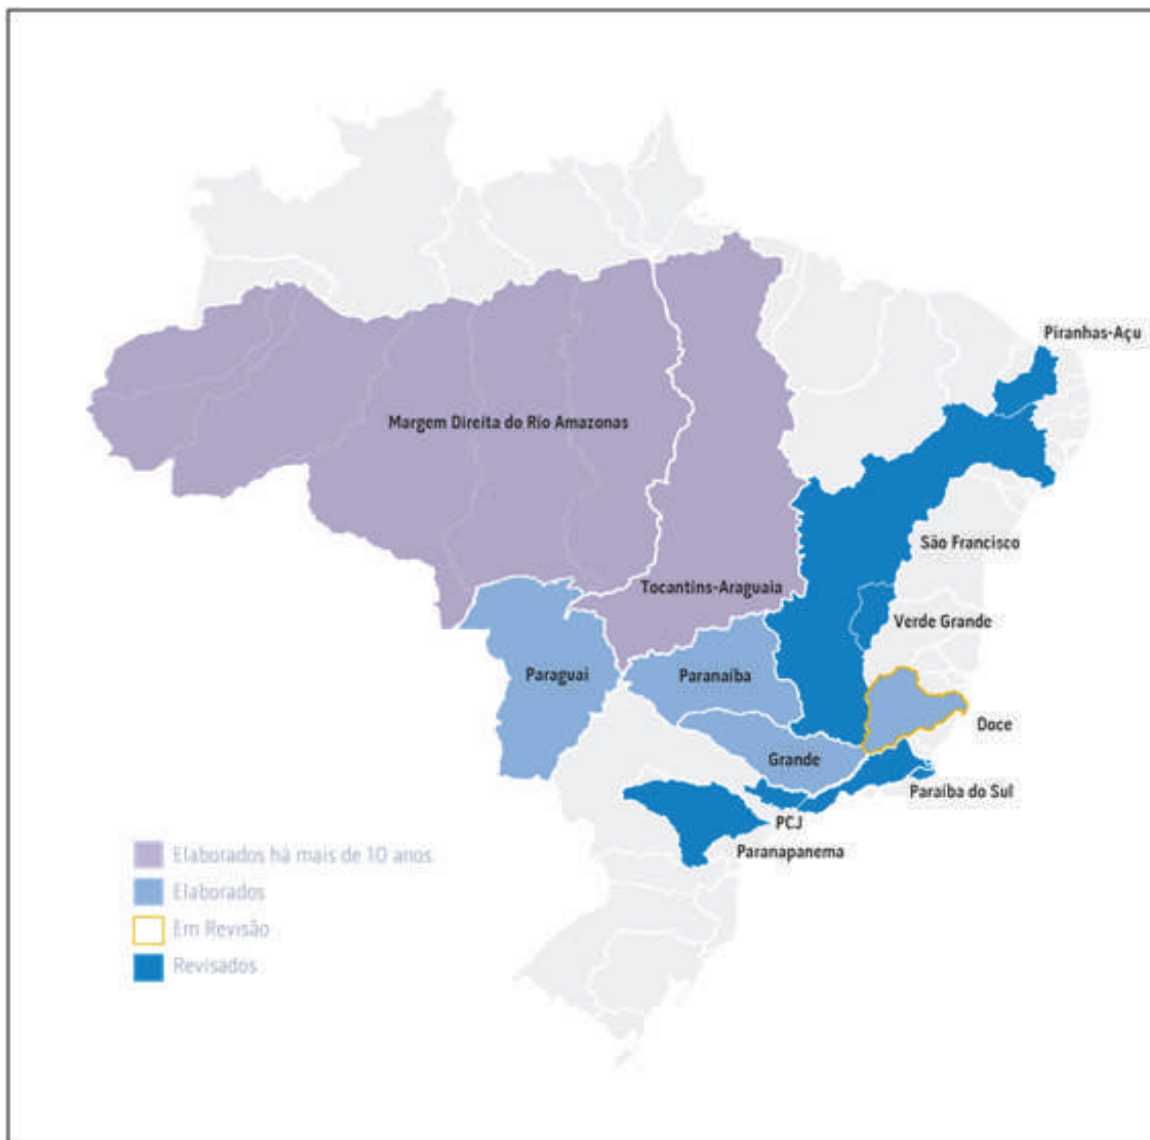 Piranhas-Açu
Margem Direita do Rio Amazonas
São Francisco
Tocantins-Araguaia
Verde Grande
Paraguai
Paranaíba
Doce
Grande
Paraíba do Sul
PCJ
Paranapanema
Elaborados há mais de 10 anos
Elaborados
Em Revisão
Revisados